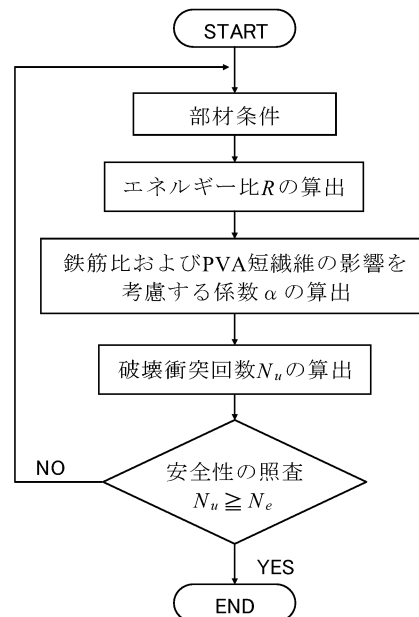 START
部材条件
エネルギー比Rの算出
鉄筋比およびPVA短繊維の影響を
考慮する係数αの算出
破壊衝突回数Nuの算出
安全性の照査
Nu ≧ Ne
NO
YES
END